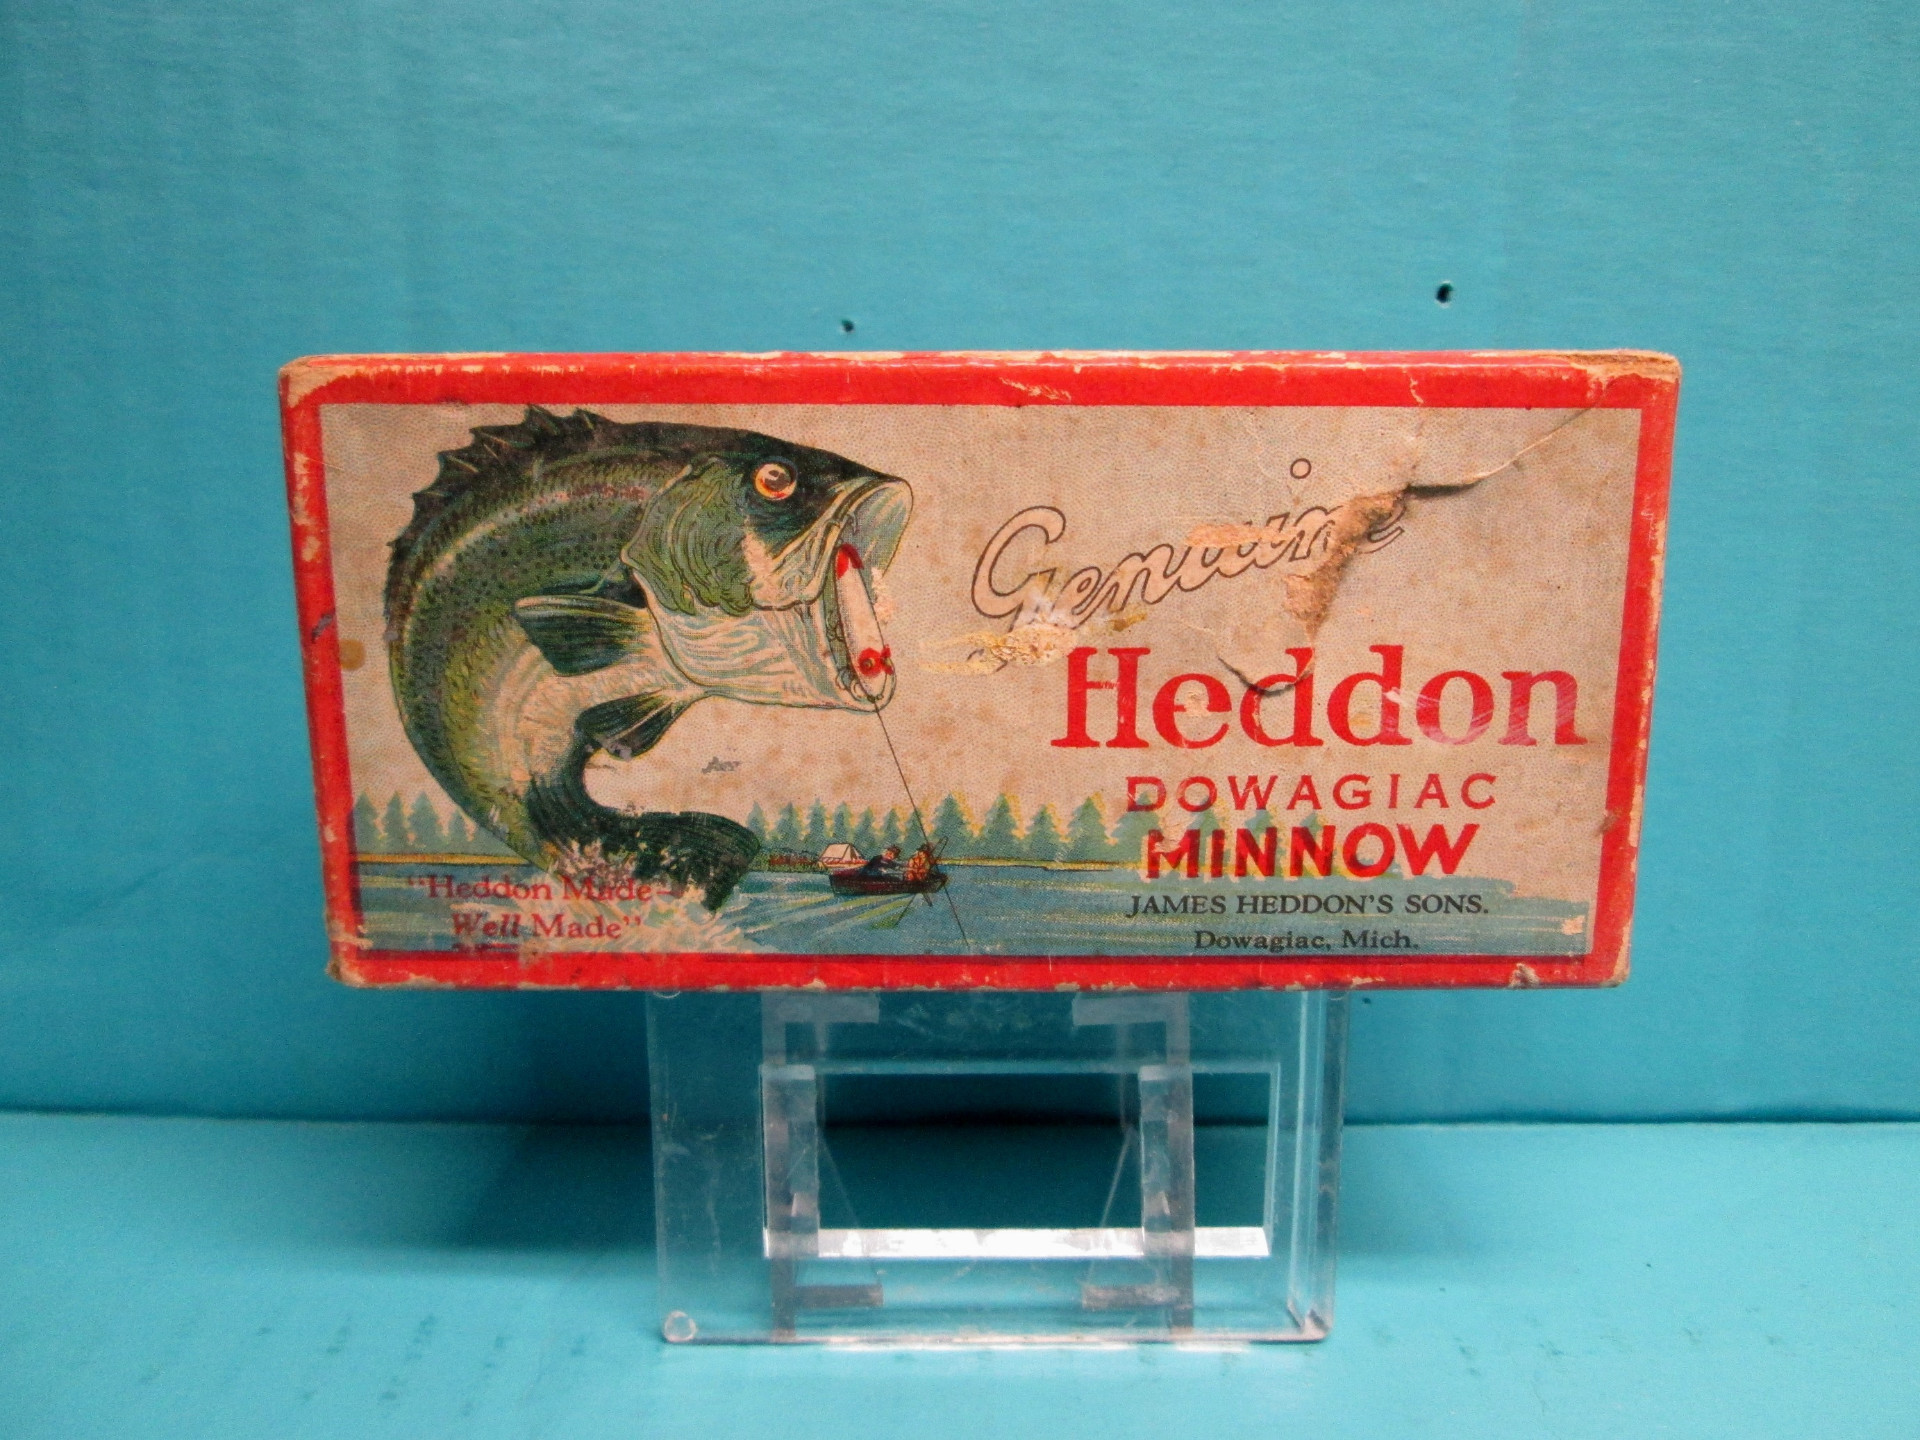 Genuine
Heddon
DOWAGIAC
MINNOW
JAMES HEDDON'S SONS.
Dowagiac, Mich.
"Heddon Made—
Well Made"